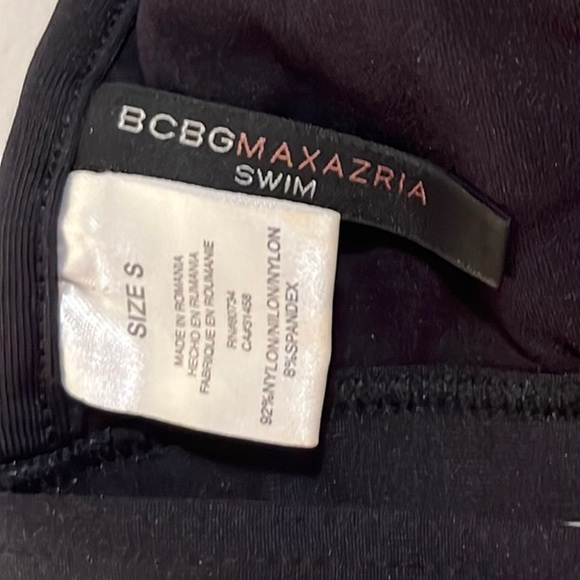 BCBGMAXAZRIA
SWIM
SIZE S
MADE IN ROMANIA
HECHO EN RUMANIA
FABRIQUE EN ROUMANIE
RN#80734
CA#31458
92%NYLON/NILON/NYLON
8%SPANDEX